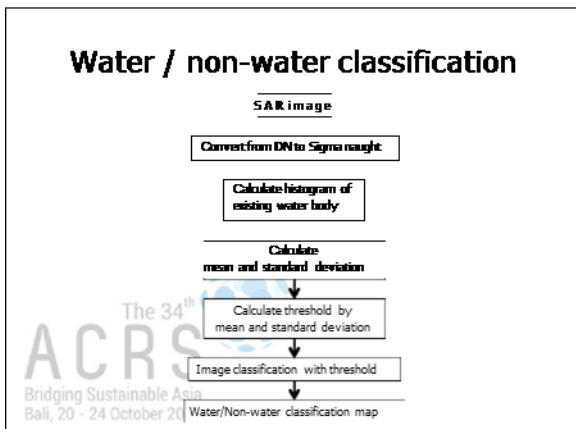 Water / non-water classification
SAR image
Convert from DN to Sigma naught
Calculate histogram of
existing water body
Calculate
mean and standard deviation
The 34th
Calculate threshold by
mean and standard deviation
ACRS
Image classification with threshold
Bridging Sustainable Asia
Bali, 20 - 24 October 20
Water/Non-water classification map